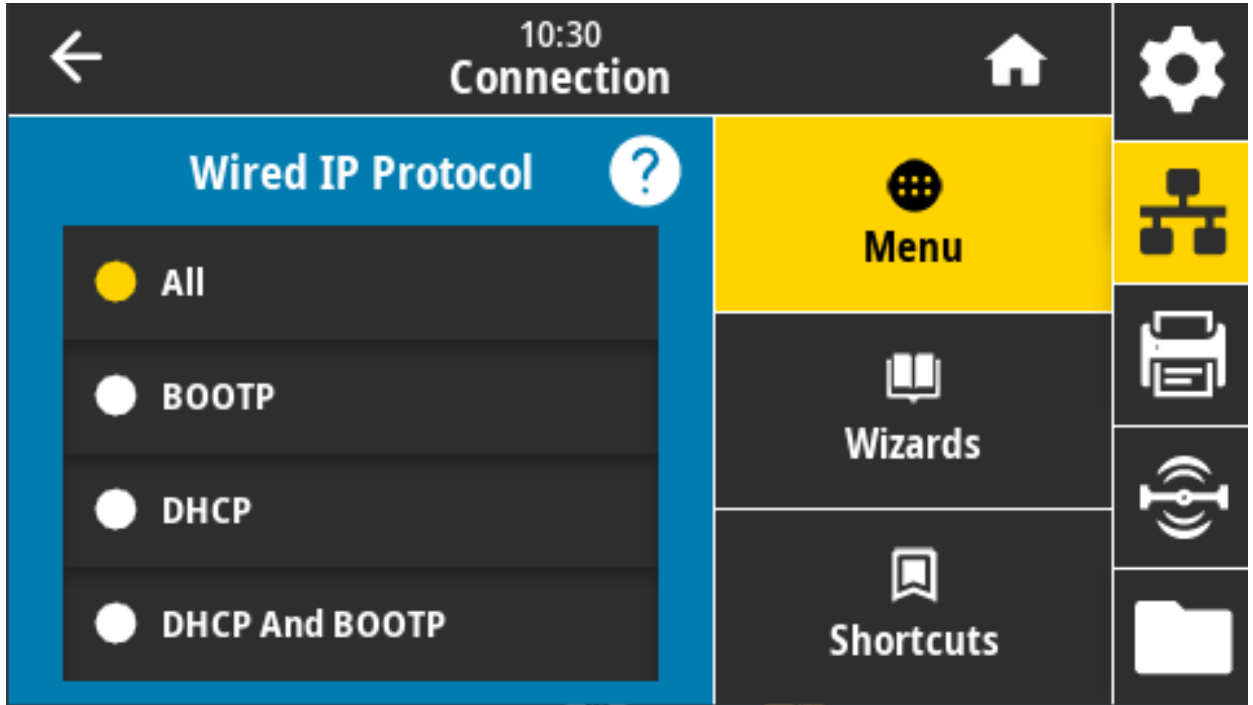 10:30
Connection
Wired IP Protocol
?
All
BOOTP
DHCP
DHCP And BOOTP
Menu
Wizards
Shortcuts